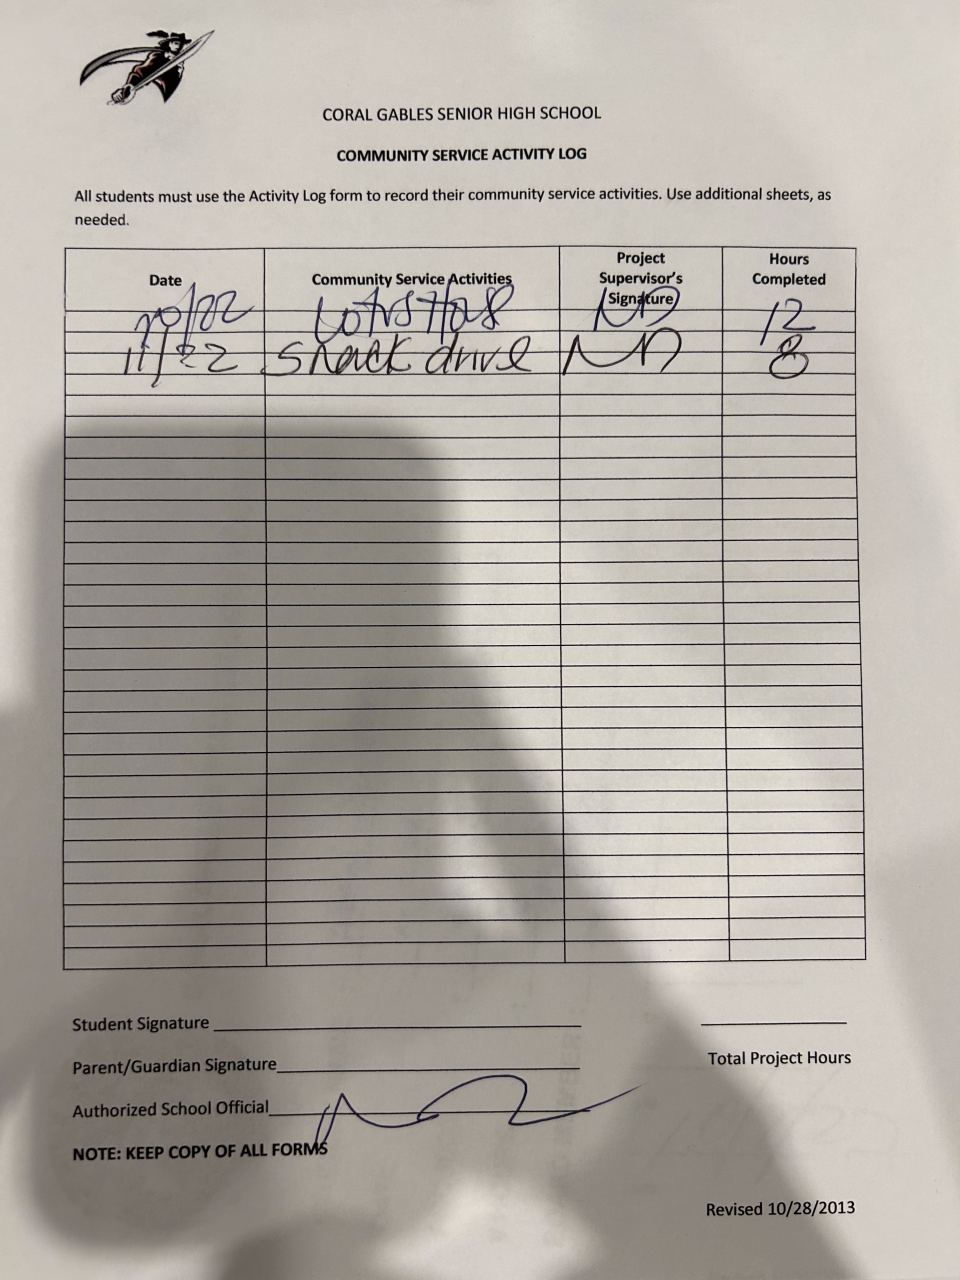 CORAL GABLES SENIOR HIGH SCHOOL
COMMUNITY SERVICE ACTIVITY LOG
All students must use the Activity Log form to record their community service activities. Use additional sheets, as
needed.
Date Community Service Activities Project Supervisor's Signature Hours Completed
12
11/22 Snack drive ND 8
Student Signature
Parent/Guardian Signature
Total Project Hours
Authorized School Official
NOTE: KEEP COPY OF ALL FORMS
Revised 10/28/2013